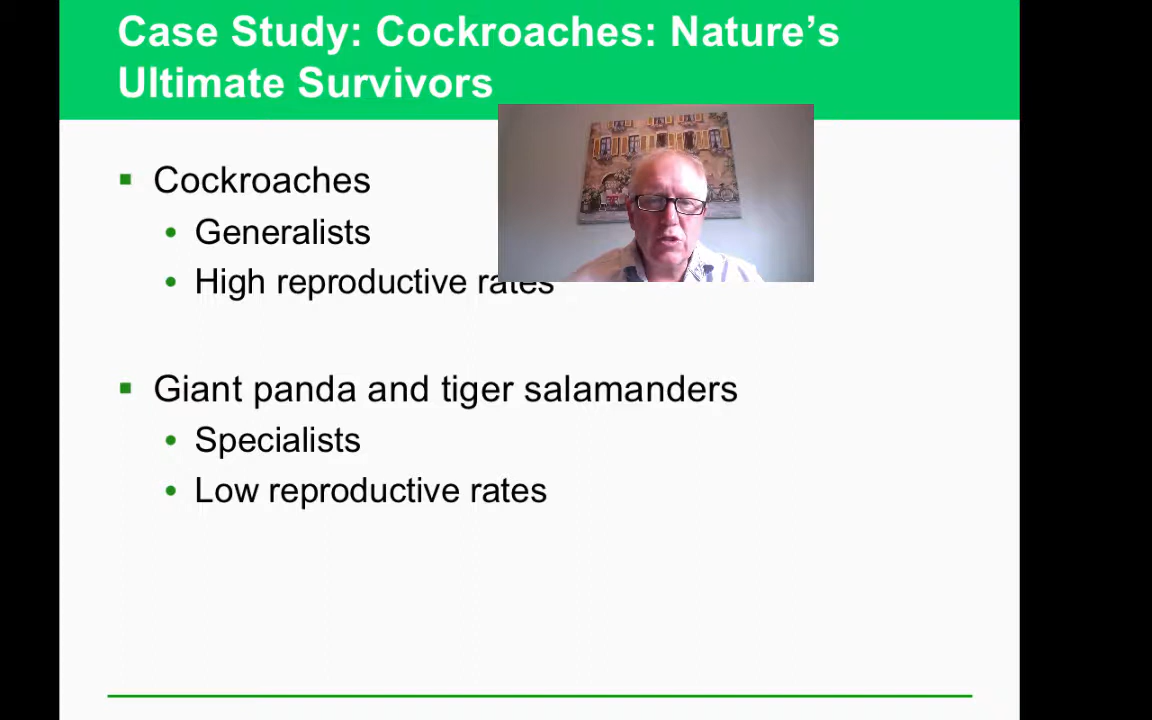 Case Study: Cockroaches: Nature’s
Ultimate Survivors
Cockroaches
Generalists
High reproductive rates
Giant panda and tiger salamanders
Specialists
Low reproductive rates